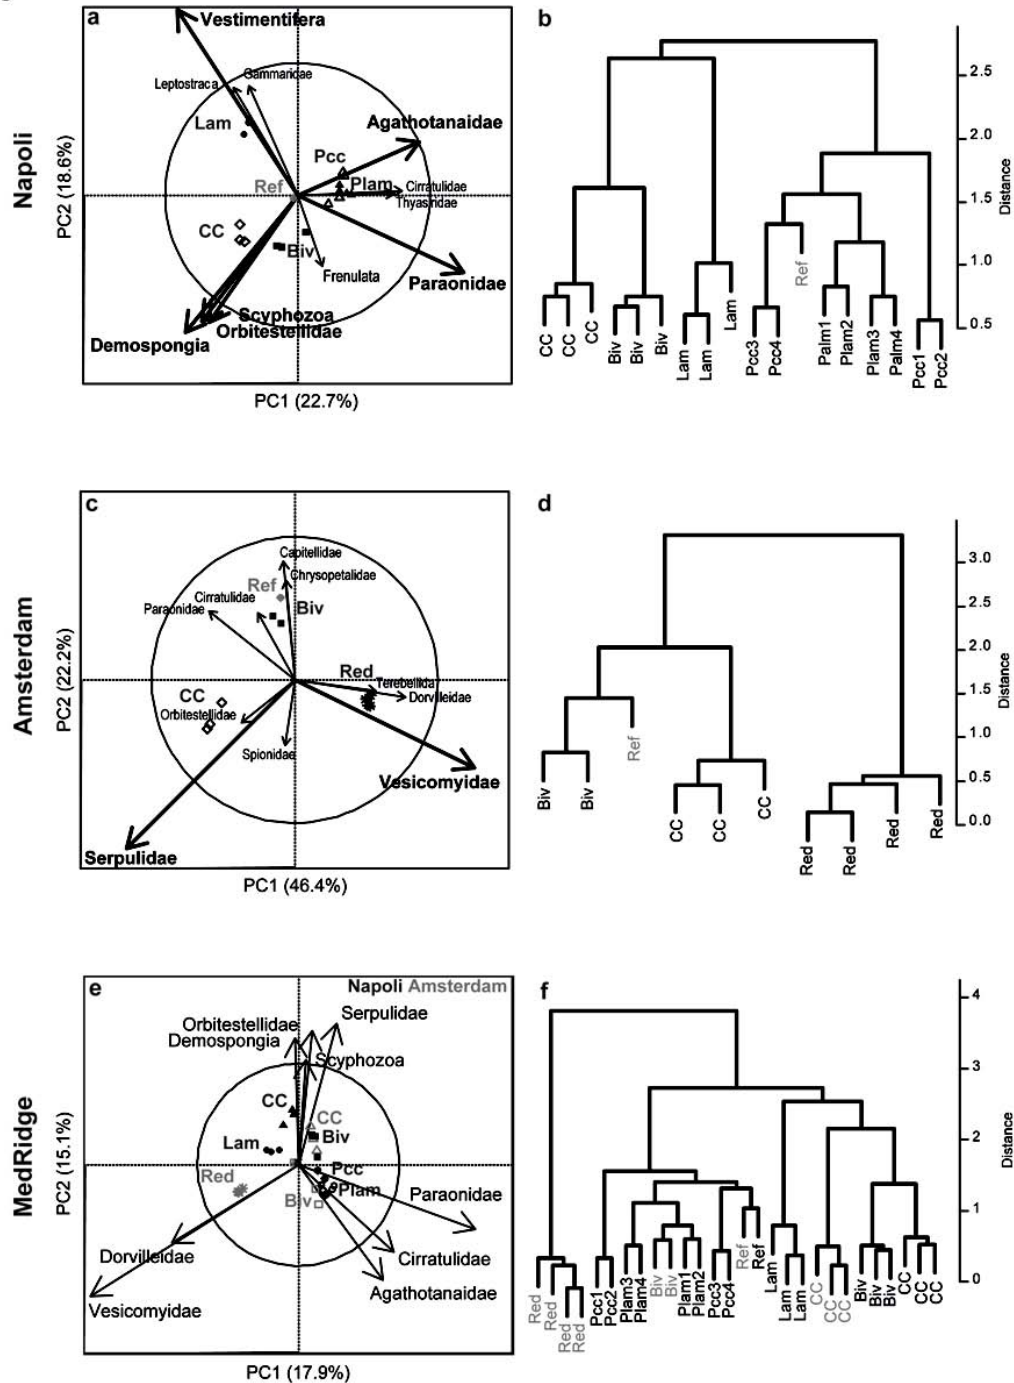 a
Vestimentifera
Leptostraca
Gammaridae
Lam
Agathotanaidae
Pcc
Ref
Plam
Cirratulidae
Thyasiridae
CC
Biv
Frenulata
Paraonidae
Scyphozoa
Orbitestellidae
Demospongia
Napoli
PC2 (18.6%)
PC1 (22.7%)
b
2.5
2.0
1.5
1.0
0.5
Distance
CC
CC
CC
Biv
Biv
Biv
Lam
Lam
Lam
Pcc3
Pcc4
Ref
Palm1
Plam2
Plam3
Palm4
Pcc1
Pcc2
c
Capitellidae
Chrysopetalidae
Ref
Cirratulidae
Biv
Paraonidae
Red
Terebellida
Dorvilleidae
CC
Orbitestellidae
Spionidae
Vesicomyidae
Serpulidae
Amsterdam
PC2 (22.2%)
PC1 (46.4%)
d
3.0
2.5
2.0
1.5
1.0
0.5
0.0
Distance
Biv
Biv
Ref
CC
CC
CC
Red
Red
Red
Red
e
Napoli Amsterdam
Orbitestellidae
Serpulidae
Demospongia
Scyphozoa
CC
CC
Lam
Biv
Pcc
Red
Plam
Biv
Paraonidae
Dorvilleidae
Cirratulidae
Agathotanaidae
Vesicomyidae
MedRidge
PC2 (15.1%)
PC1 (17.9%)
f
4
3
2
1
0
Distance
Red
Red
Red
Red
Pcc1
Pcc2
Plam3
Plam4
Biv
Biv
Plam1
Plam2
Pcc3
Pcc4
Ref
Ref
Lam
Lam
Lam
CC
CC
CC
Biv
Biv
Biv
CC
CC
CC